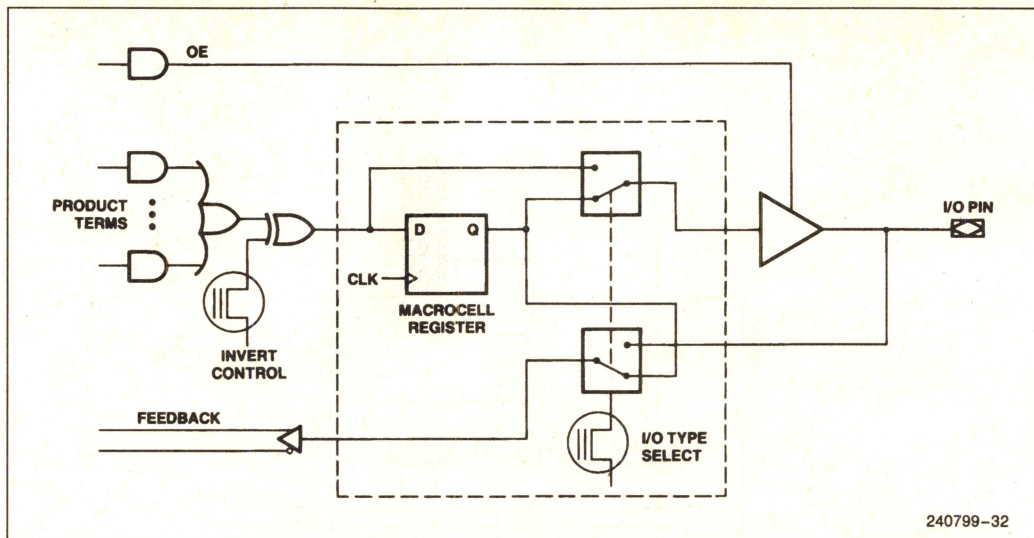 OE
PRODUCT
TERMS
I/O PIN
D
Q
CLK
MACROCELL
REGISTER
INVERT
CONTROL
FEEDBACK
I/O TYPE
SELECT
240799-32